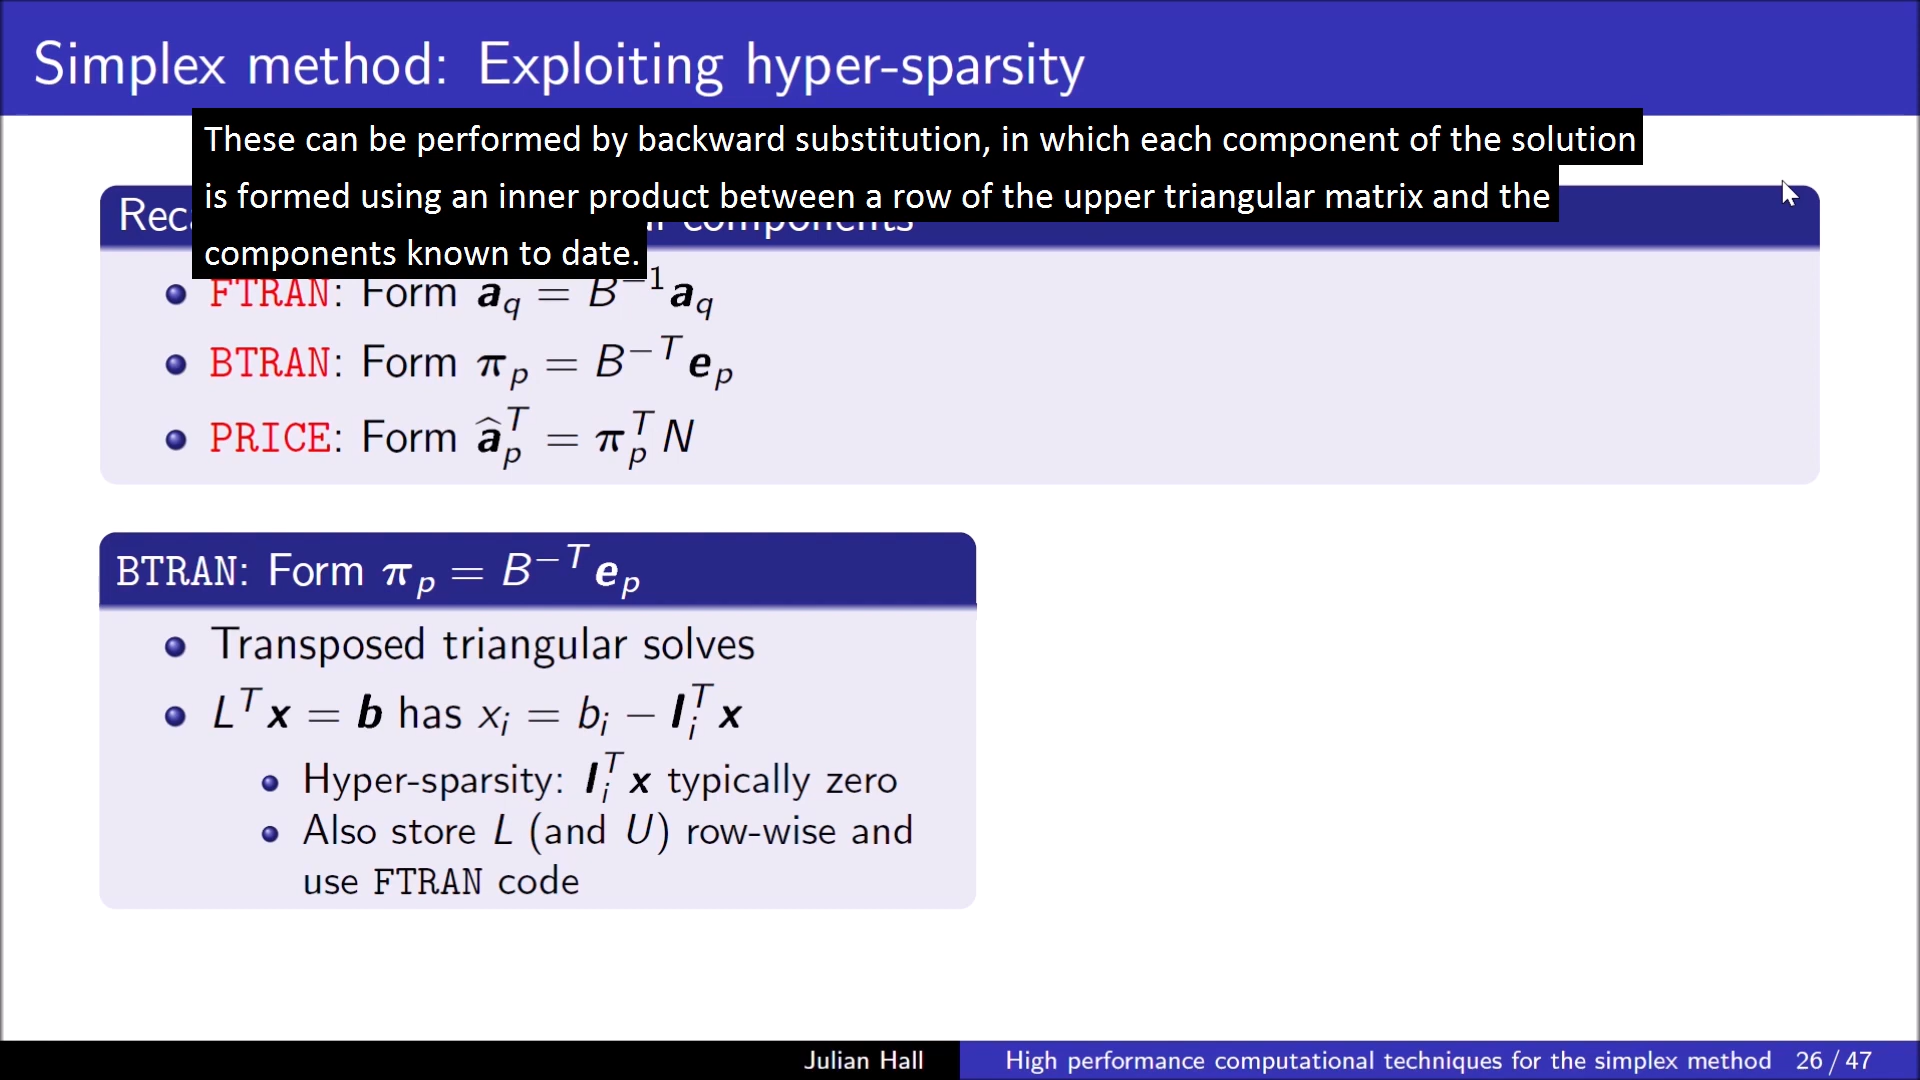 Simplex method: Exploiting hyper-sparsity
These can be performed by backward substitution, in which each component of the solution
is formed using an inner product between a row of the upper triangular matrix and the
components known to date.
components
FTRAN: Form 𝒂_q = B⁻¹𝒂_q
BTRAN: Form 𝝅_p = B^{−T}𝒆_p
PRICE: Form 𝒂̂_p^T = 𝝅_p^T N
BTRAN: Form 𝝅_p = B^{−T}𝒆_p
Transposed triangular solves
L^T 𝒙 = 𝒃 has x_i = b_i − 𝒍_i^T 𝒙
Hyper-sparsity: 𝒍_i^T 𝒙 typically zero
Also store L (and U) row-wise and
use FTRAN code
Julian Hall High performance computational techniques for the simplex method 26 / 47